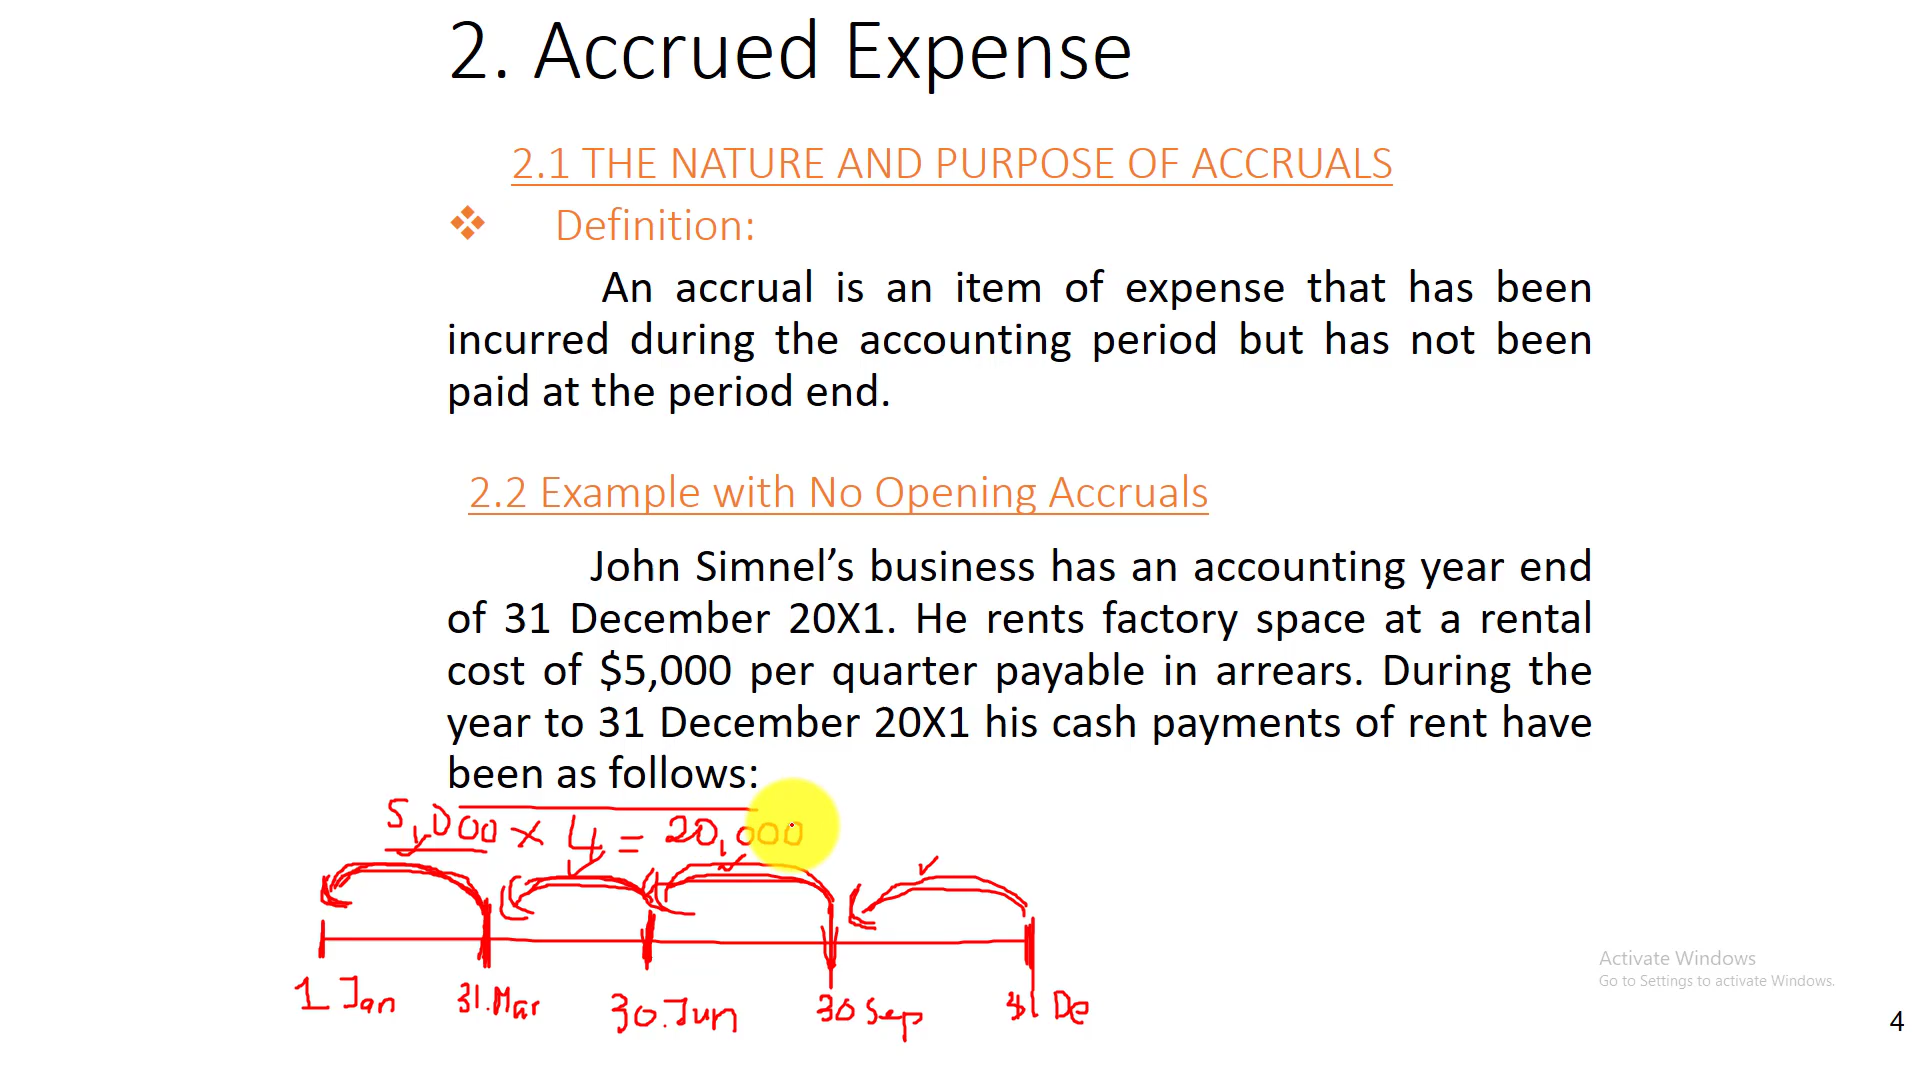 2. Accrued Expense
2.1 THE NATURE AND PURPOSE OF ACCRUALS
❖ Definition:
An accrual is an item of expense that has been
incurred during the accounting period but has not been
paid at the period end.
2.2 Example with No Opening Accruals
John Simnel’s business has an accounting year end
of 31 December 20X1. He rents factory space at a rental
cost of $5,000 per quarter payable in arrears. During the
year to 31 December 20X1 his cash payments of rent have
been as follows:
5,000 x 4 = 20,000
1 Jan 31.Mar 30.Jun 30 Sep 31 De
Activate Windows
Go to Settings to activate Windows.
4